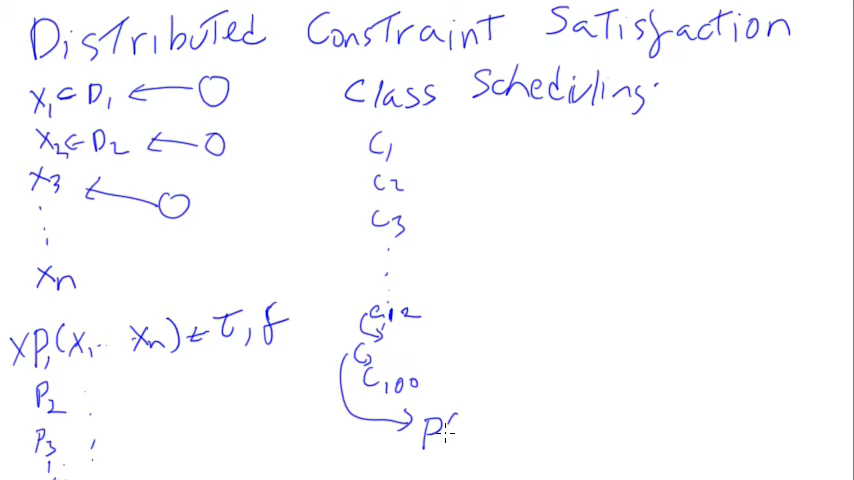 Distributed Constraint Satisfaction
x1 ∈ D1
x2 ∈ D2
x3
xn
P1(x1.. xn) ← T, f
P2
P3
Class Scheduling.
C1
C2
C3
C100